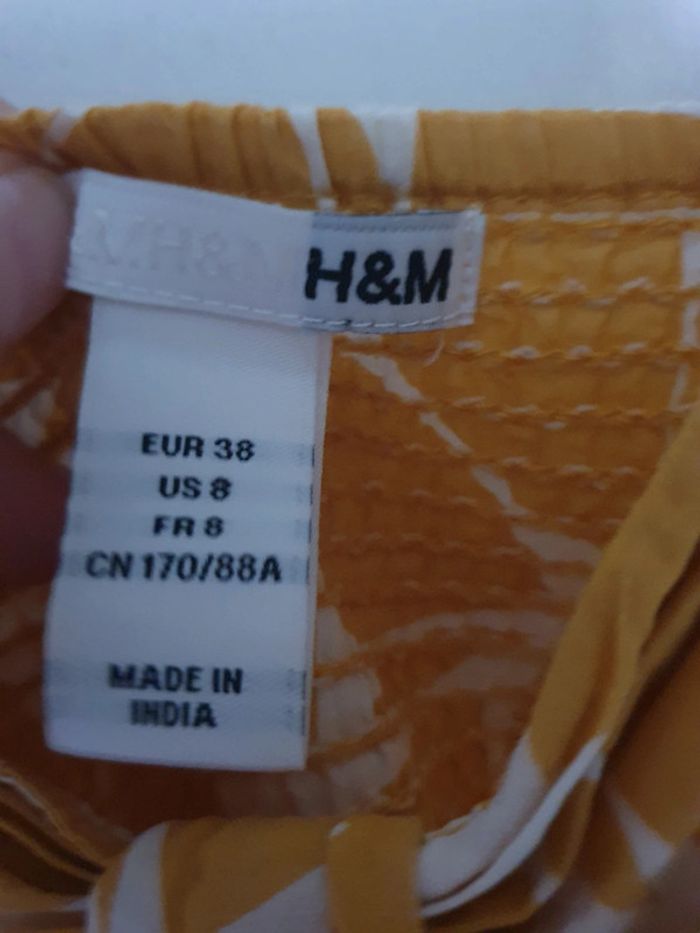 H&M
EUR 38
US 8
FR 8
CN 170/88A
MADE IN
INDIA